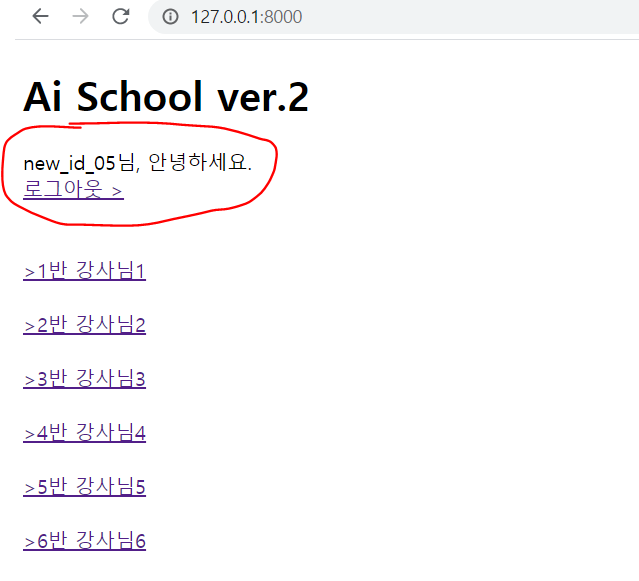 127.0.0.1:8000
Ai School ver.2
new_id_05님, 안녕하세요.
로그아웃 >
>1반 강사님1
>2반 강사님2
>3반 강사님3
>4반 강사님4
>5반 강사님5
>6반 강사님6